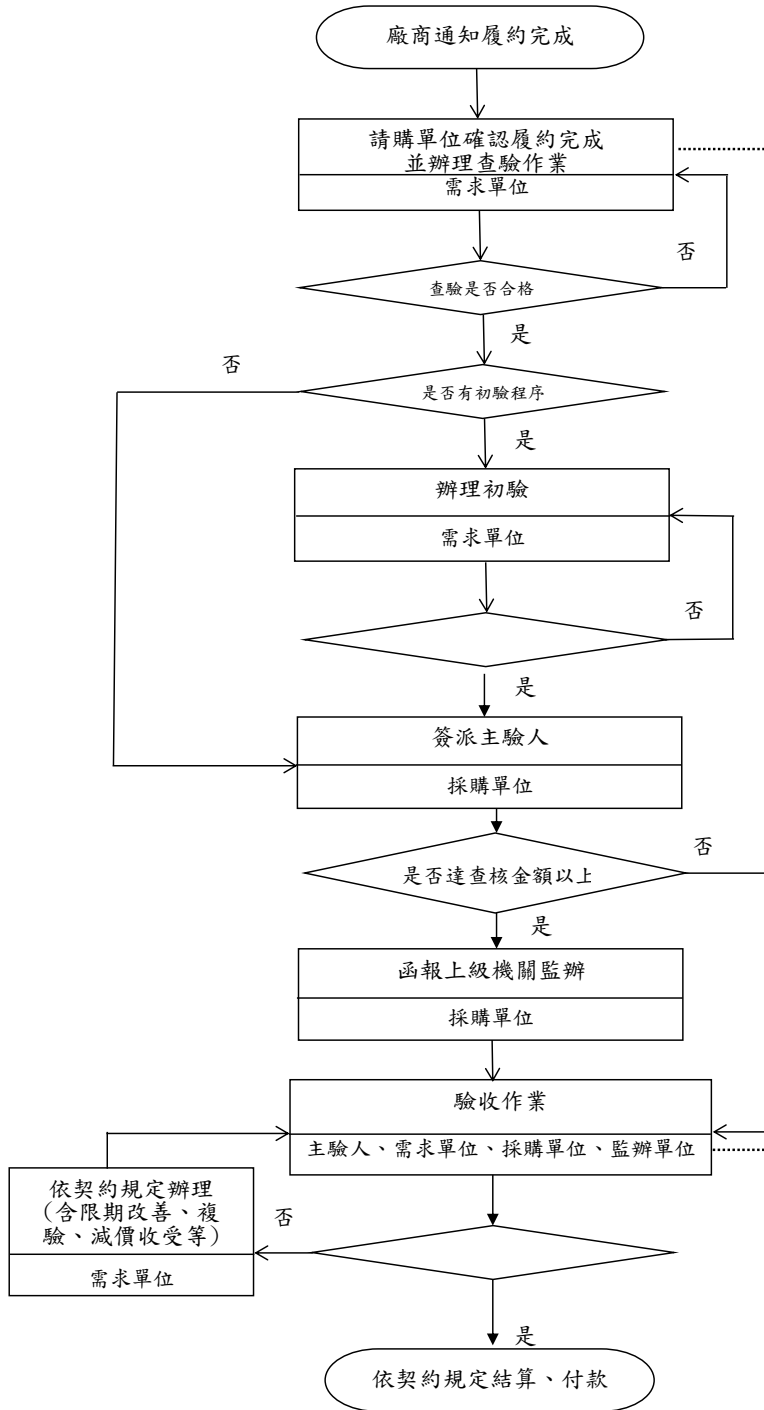 廠商通知履約完成
請購單位確認履約完成
並辦理查驗作業
需求單位
否
查驗是否合格
是
否
是否有初驗程序
是
辦理初驗
需求單位
否
是
簽派主驗人
採購單位
否
是否達查核金額以上
是
函報上級機關監辦
採購單位
驗收作業
主驗人、需求單位、採購單位、監辦單位
依契約規定辦理
(含限期改善、複
驗、減價收受等)
需求單位
否
是
依契約規定結算、付款